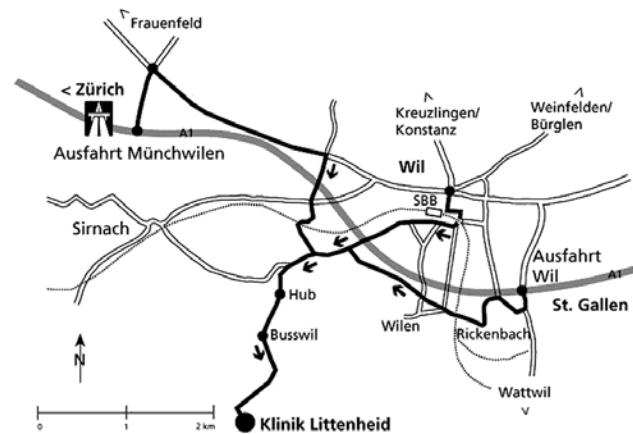 Frauenfeld
< Zürich
A1
Ausfahrt Münchwilen
Kreuzlingen/
Konstanz
Weinfelden/
Bürglen
Wil
SBB
Sirnach
Ausfahrt
Wil
A1
St. Gallen
Hub
Wilen
Rickenbach
Busswil
Wattwil
N
0 1 2 km
Klinik Littenheid